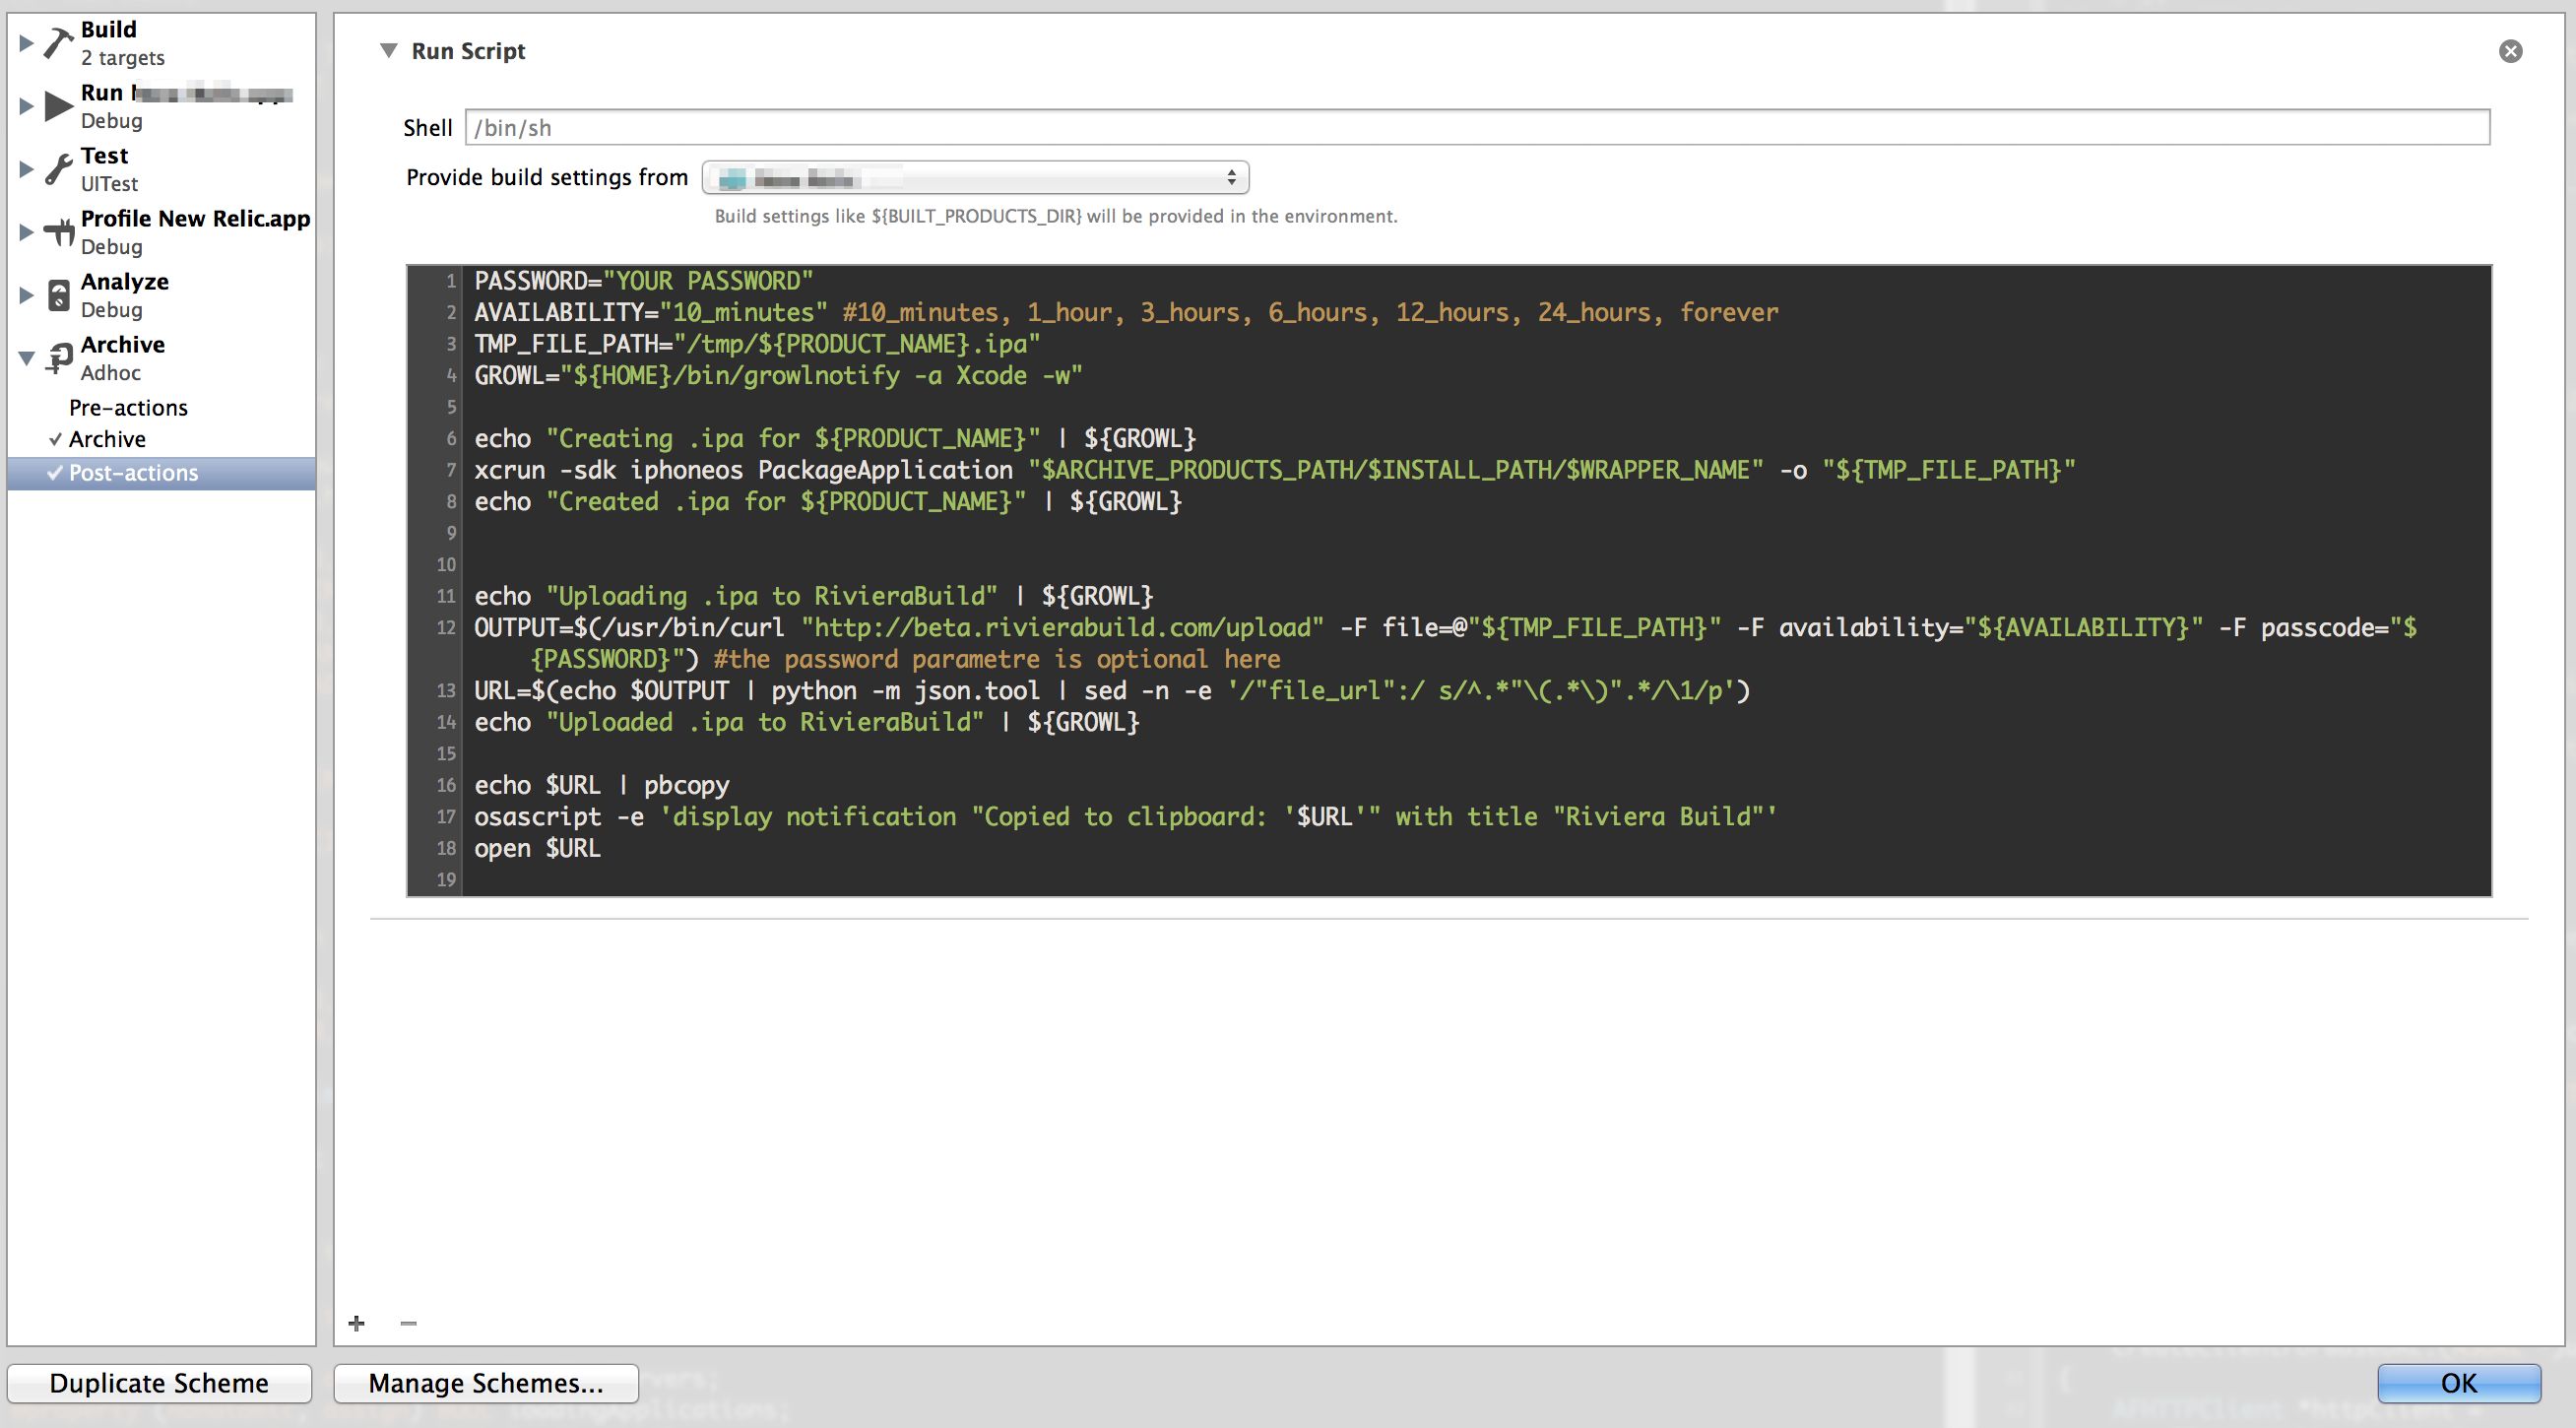 Build
2 targets
Run
Debug
Test
UITest
Profile New Relic.app
Debug
Analyze
Debug
Archive
Adhoc
Pre-actions
Archive
Post-actions
Run Script
Shell /bin/sh
Provide build settings from
Build settings like ${BUILT_PRODUCTS_DIR} will be provided in the environment.
1 PASSWORD="YOUR PASSWORD"
2 AVAILABILITY="10_minutes" #10_minutes, 1_hour, 3_hours, 6_hours, 12_hours, 24_hours, forever
3 TMP_FILE_PATH="/tmp/${PRODUCT_NAME}.ipa"
4 GROWL="${HOME}/bin/growlnotify -a Xcode -w"
5
6 echo "Creating .ipa for ${PRODUCT_NAME}" | ${GROWL}
7 xcrun -sdk iphoneos PackageApplication "$ARCHIVE_PRODUCTS_PATH/$INSTALL_PATH/$WRAPPER_NAME" -o "${TMP_FILE_PATH}"
8 echo "Created .ipa for ${PRODUCT_NAME}" | ${GROWL}
9
10
11 echo "Uploading .ipa to RivieraBuild" | ${GROWL}
12 OUTPUT=$(/usr/bin/curl "http://beta.rivierabuild.com/upload" -F file=@"${TMP_FILE_PATH}" -F availability="${AVAILABILITY}" -F passcode="$
{PASSWORD}") #the password parametre is optional here
13 URL=$(echo $OUTPUT | python -m json.tool | sed -n -e '/"file_url":/ s/^.*"\(.*\)".*/\1/p')
14 echo "Uploaded .ipa to RivieraBuild" | ${GROWL}
15
16 echo $URL | pbcopy
17 osascript -e 'display notification "Copied to clipboard: '$URL'" with title "Riviera Build"'
18 open $URL
19
Duplicate Scheme
Manage Schemes...
OK